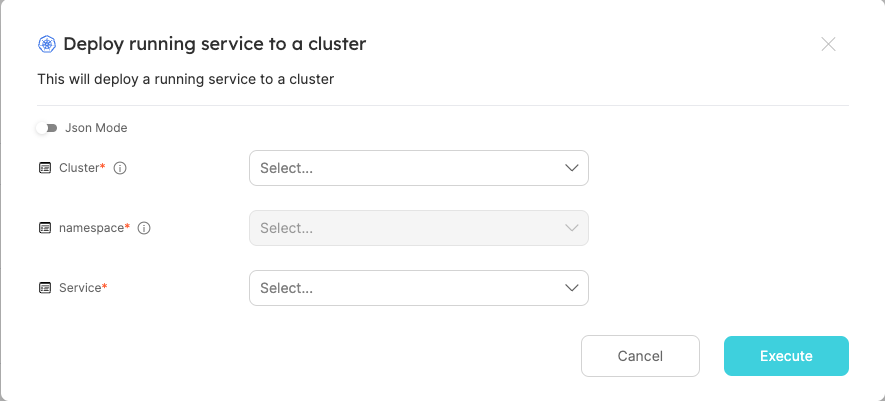 Deploy running service to a cluster
This will deploy a running service to a cluster
Json Mode
Cluster* Select...
namespace* Select...
Service* Select...
Cancel Execute